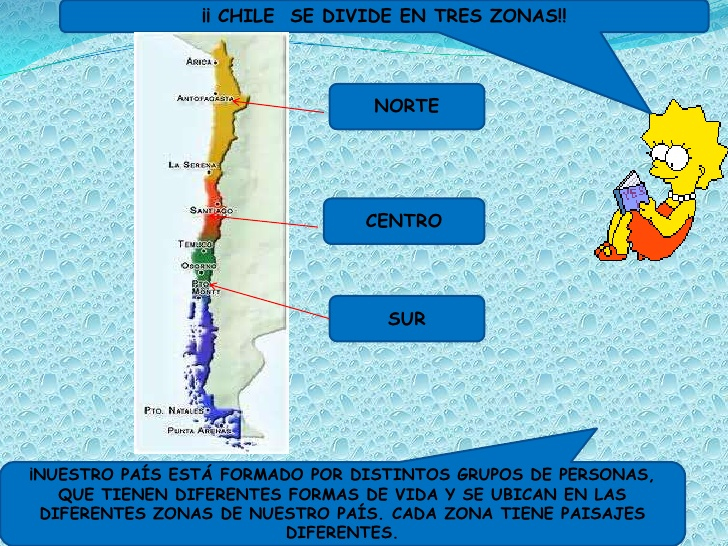 ¡¡ CHILE SE DIVIDE EN TRES ZONAS!!
ARICA
ANTOFAGASTA
NORTE
LA SERENA
SANTIAGO
CENTRO
TEMUCO
OSORNO
PTO.
MONTT
SUR
PTO. NATALES
PUNTA ARENAS
YES
¡NUESTRO PAÍS ESTÁ FORMADO POR DISTINTOS GRUPOS DE PERSONAS,
QUE TIENEN DIFERENTES FORMAS DE VIDA Y SE UBICAN EN LAS
DIFERENTES ZONAS DE NUESTRO PAÍS. CADA ZONA TIENE PAISAJES
DIFERENTES.